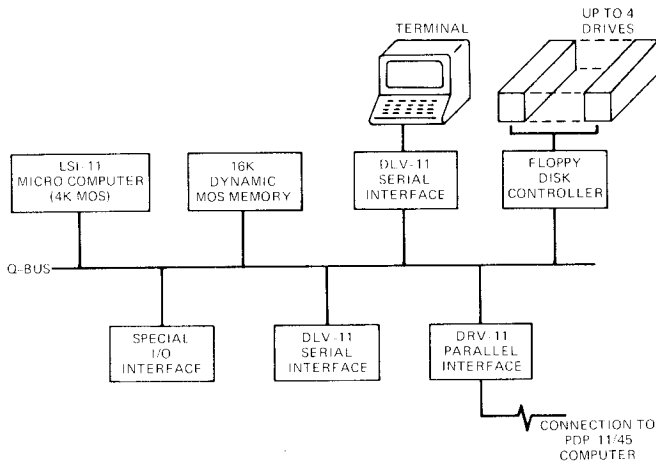 TERMINAL
UP TO 4
DRIVES
LSI-11
MICRO COMPUTER
(4K MOS)
16K
DYNAMIC
MOS MEMORY
DLV-11
SERIAL
INTERFACE
FLOPPY
DISK
CONTROLLER
Q-BUS
SPECIAL
I/O
INTERFACE
DLV-11
SERIAL
INTERFACE
DRV-11
PARALLEL
INTERFACE
CONNECTION TO
PDP 11/45
COMPUTER